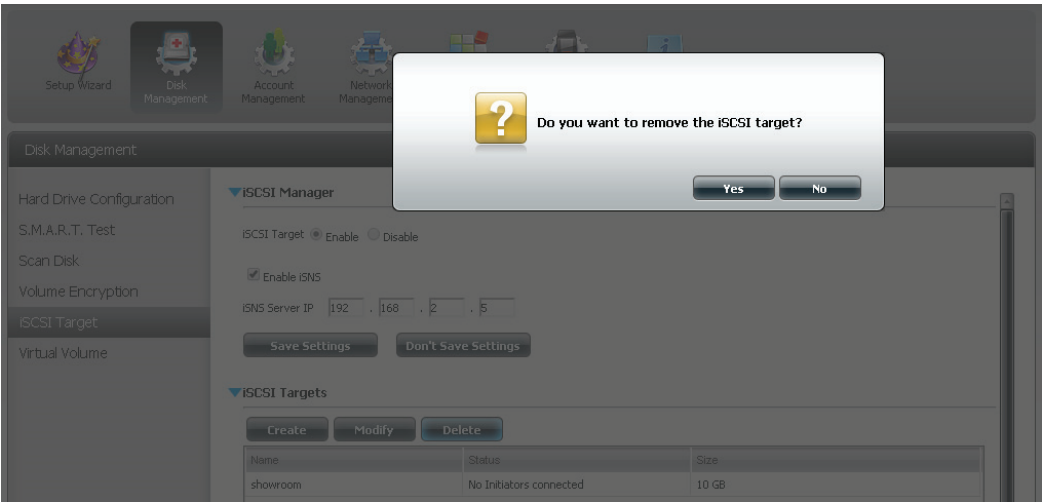 Setup Wizard
Disk
Management
Account
Management
Network
Manageme
Do you want to remove the iSCSI target?
Yes No
Disk Management
Hard Drive Configuration
S.M.A.R.T. Test
Scan Disk
Volume Encryption
iSCSI Target
Virtual Volume
iSCSI Manager
iSCSI Target Enable Disable
Enable iSNS
iSNS Server IP 192 . 168 . 2 . 5
Save Settings Don't Save Settings
iSCSI Targets
Create Modify Delete
Name Status Size
showroom No Initiators connected 10 GB